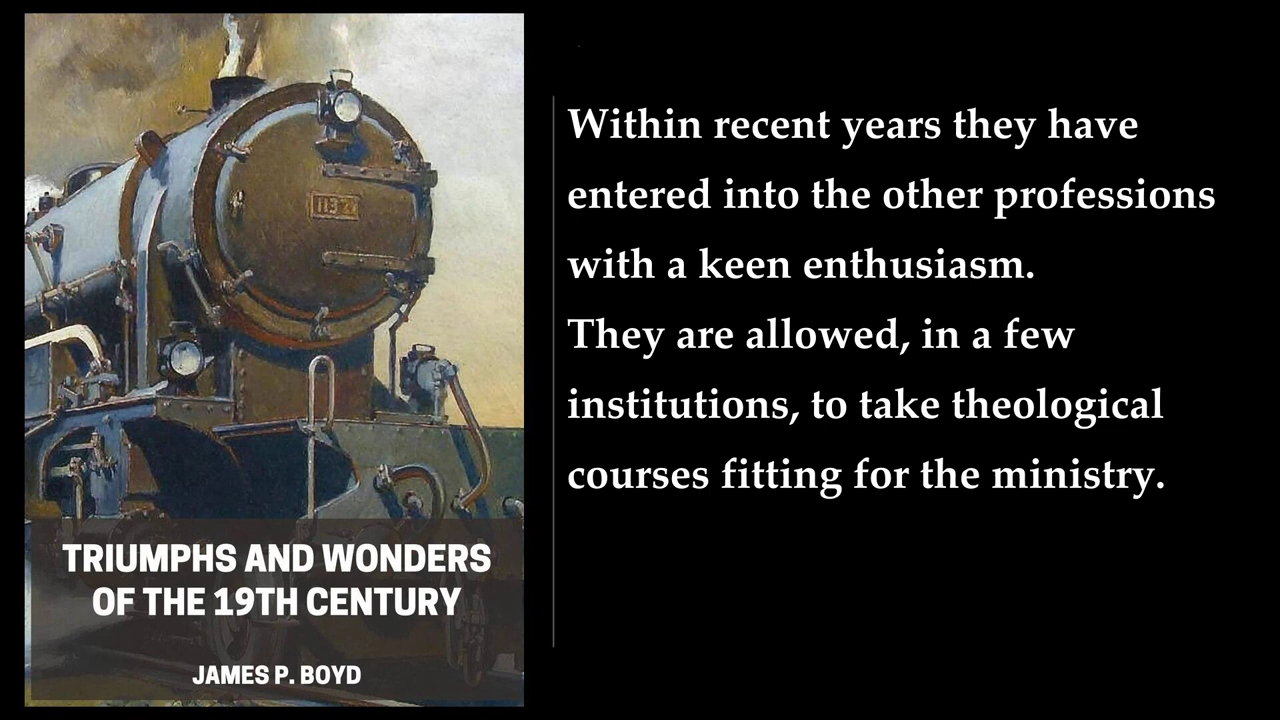 Within recent years they have
entered into the other professions
with a keen enthusiasm.
They are allowed, in a few
institutions, to take theological
courses fitting for the ministry.
TRIUMPHS AND WONDERS
OF THE 19TH CENTURY
JAMES P. BOYD